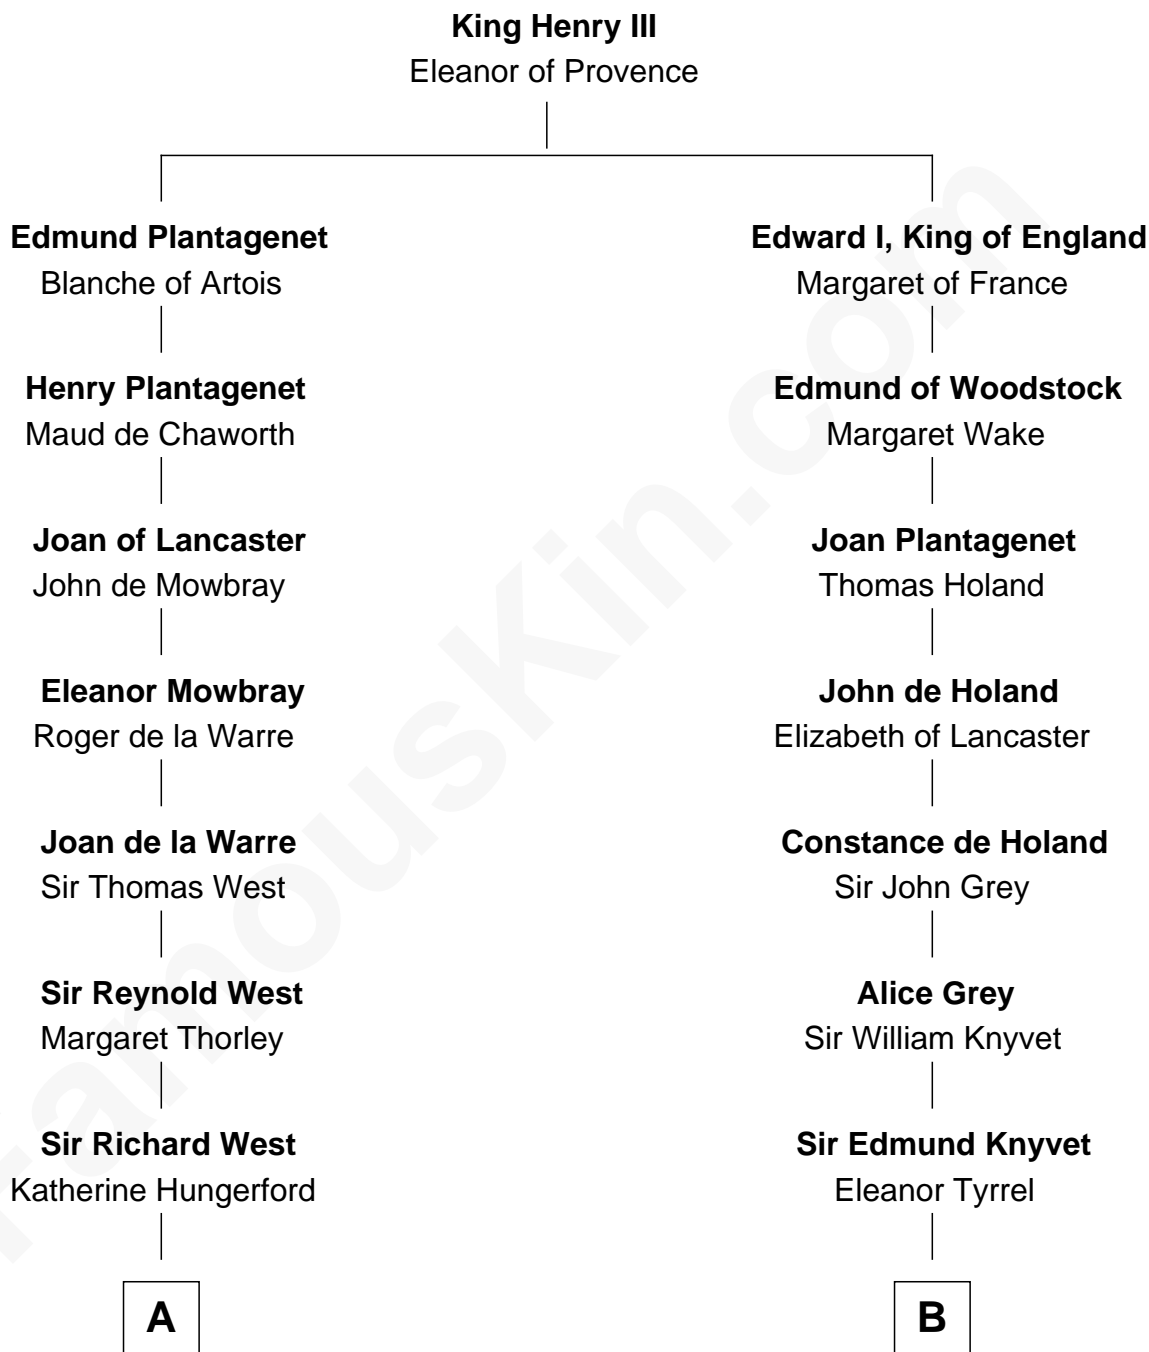 King Henry III
Eleanor of Provence
Edmund Plantagenet
Blanche of Artois
Henry Plantagenet
Maud de Chaworth
Joan of Lancaster
John de Mowbray
Eleanor Mowbray
Roger de la Warre
Joan de la Warre
Sir Thomas West
Sir Reynold West
Margaret Thorley
Sir Richard West
Katherine Hungerford
A
Edward I, King of England
Margaret of France
Edmund of Woodstock
Margaret Wake
Joan Plantagenet
Thomas Holand
John de Holand
Elizabeth of Lancaster
Constance de Holand
Sir John Grey
Alice Grey
Sir William Knyvet
Sir Edmund Knyvet
Eleanor Tyrrel
B
FamousKin.com